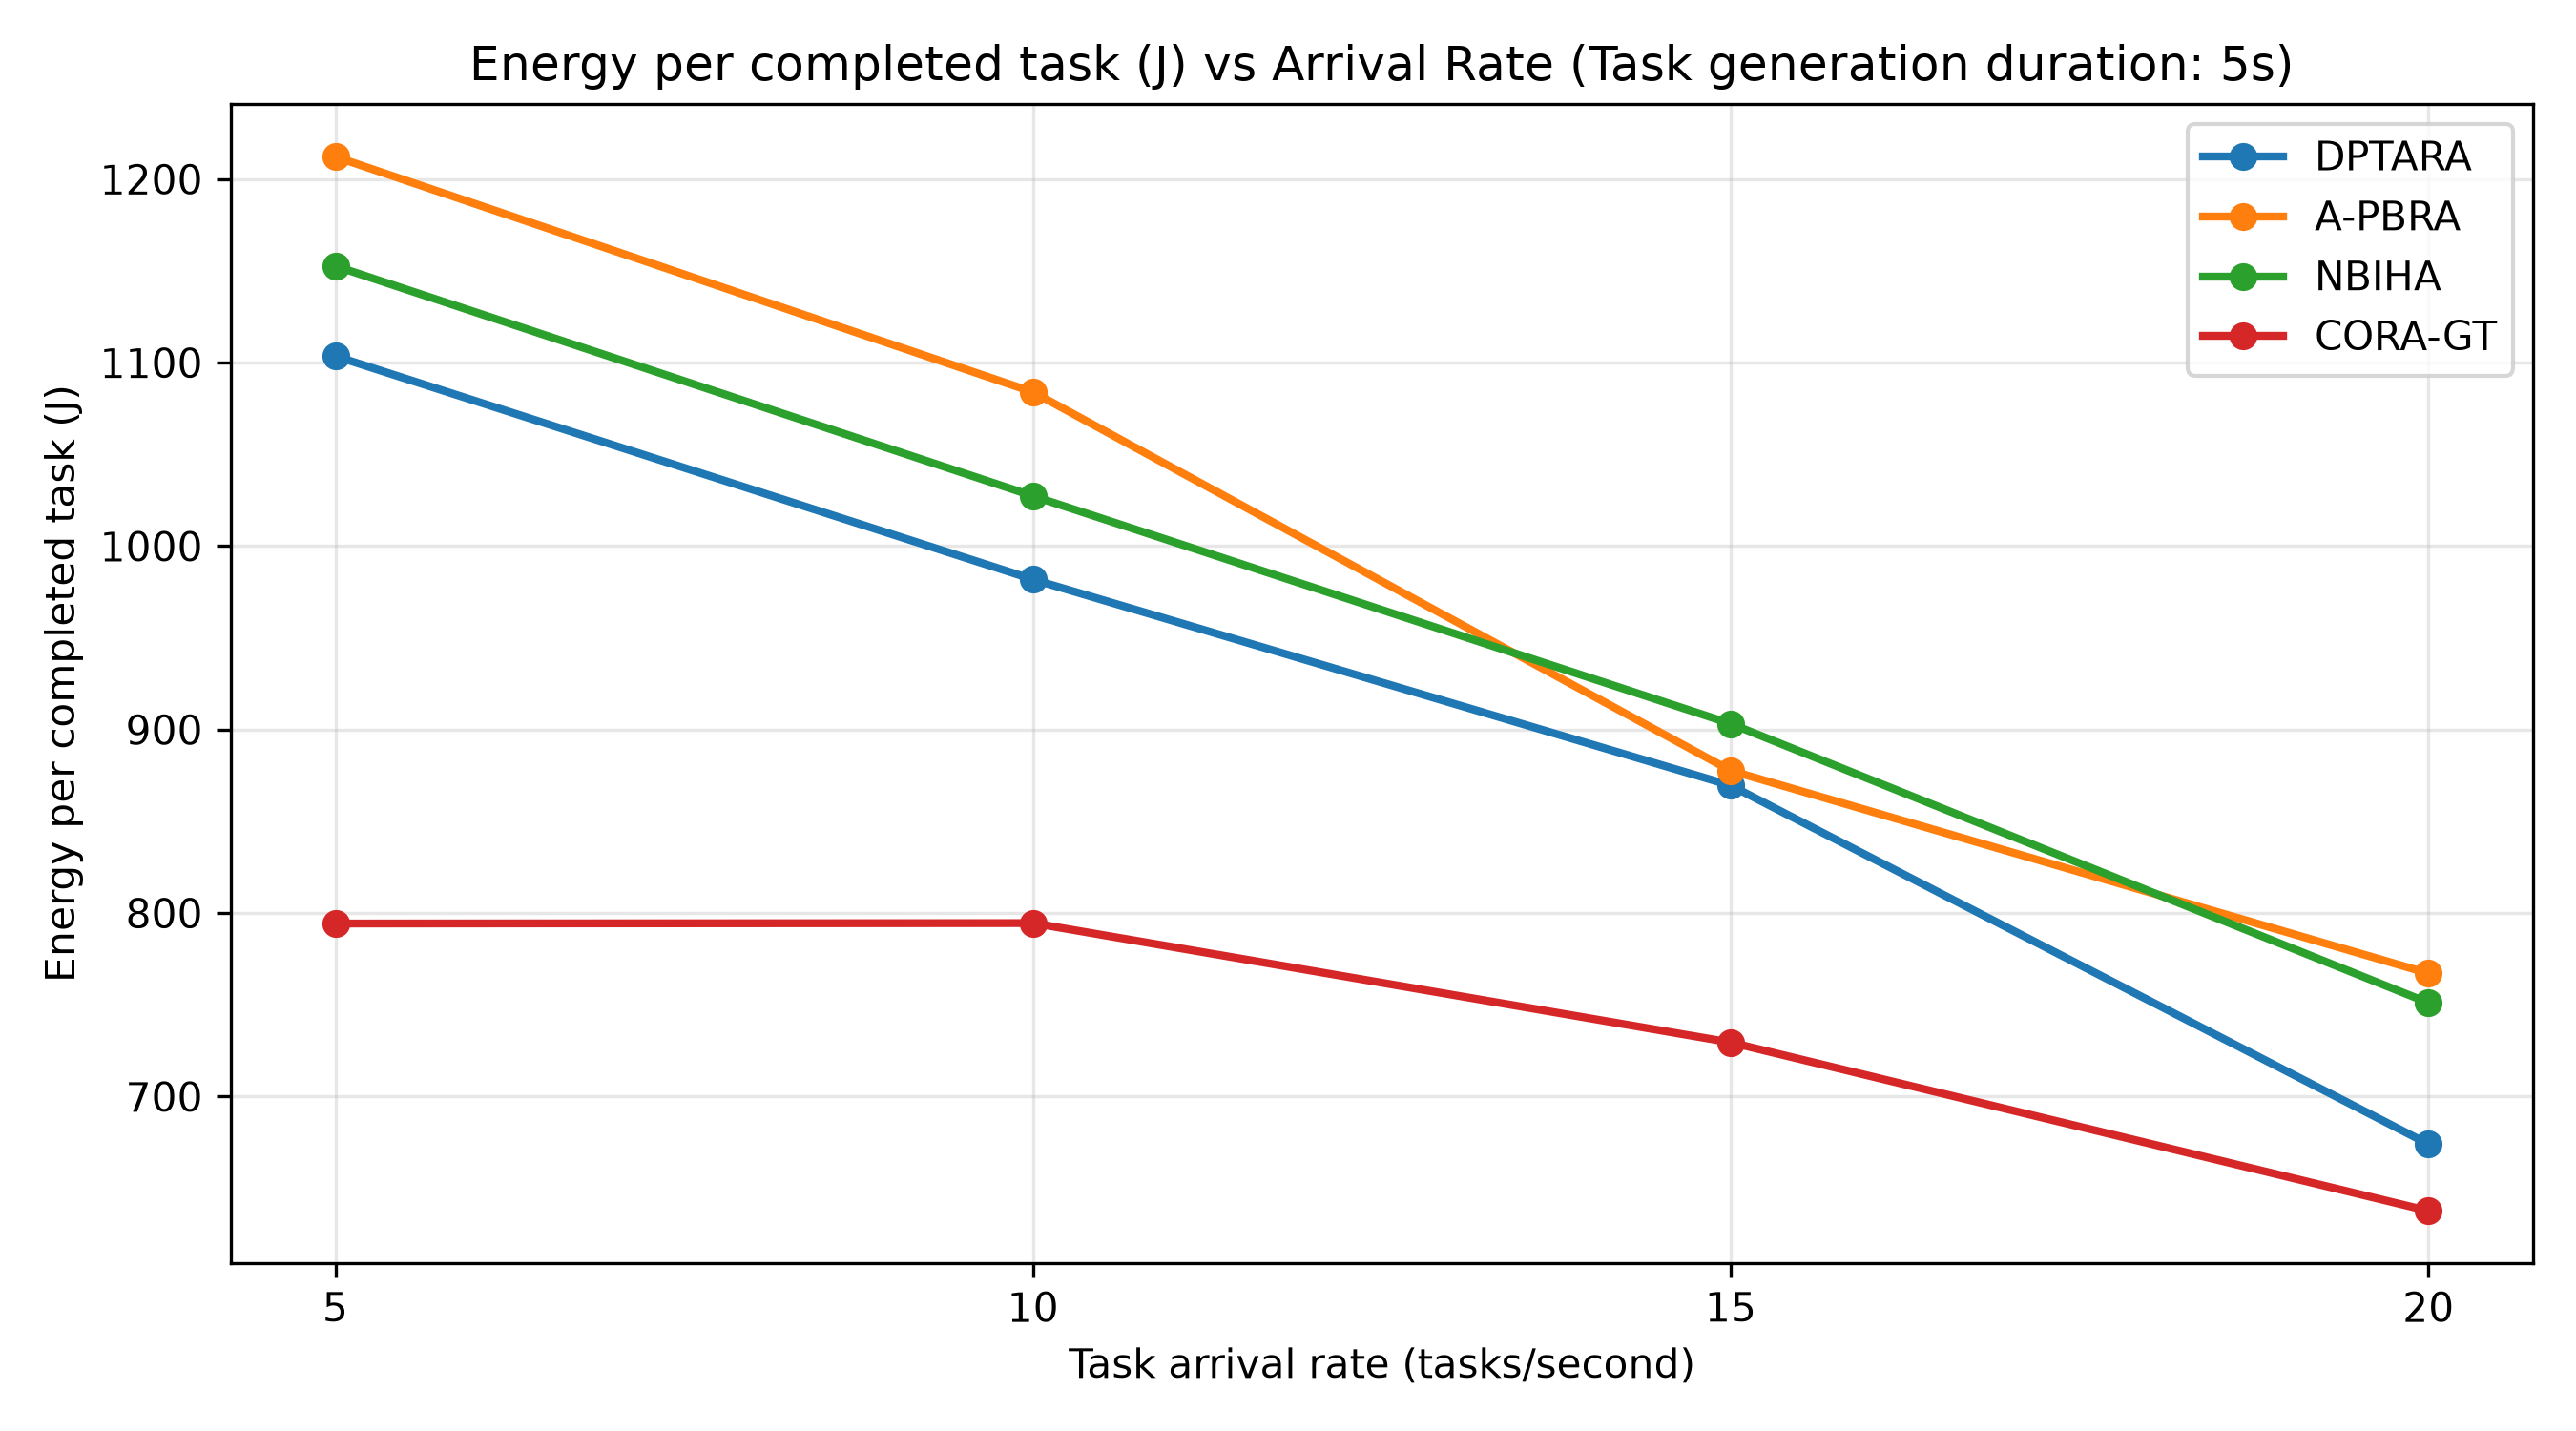 Energy per completed task (J) vs Arrival Rate (Task generation duration: 5s)
DPTARA
A-PBRA
NBIHA
CORA-GT
Energy per completed task (J)
1200
1100
1000
900
800
700
5
10
15
20
Task arrival rate (tasks/second)